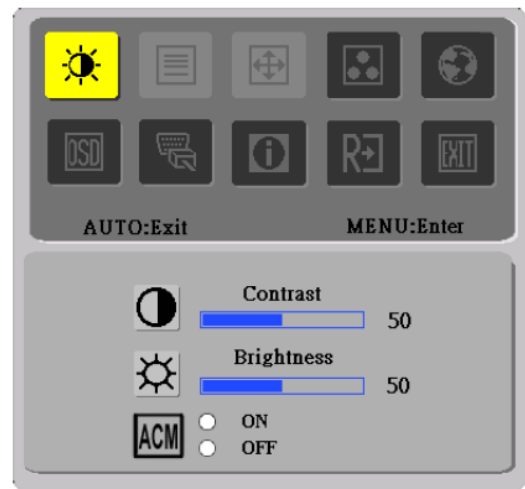 OSD R EXIT
AUTO:Exit MENU:Enter
Contrast
50
Brightness
50
ACM ON
OFF